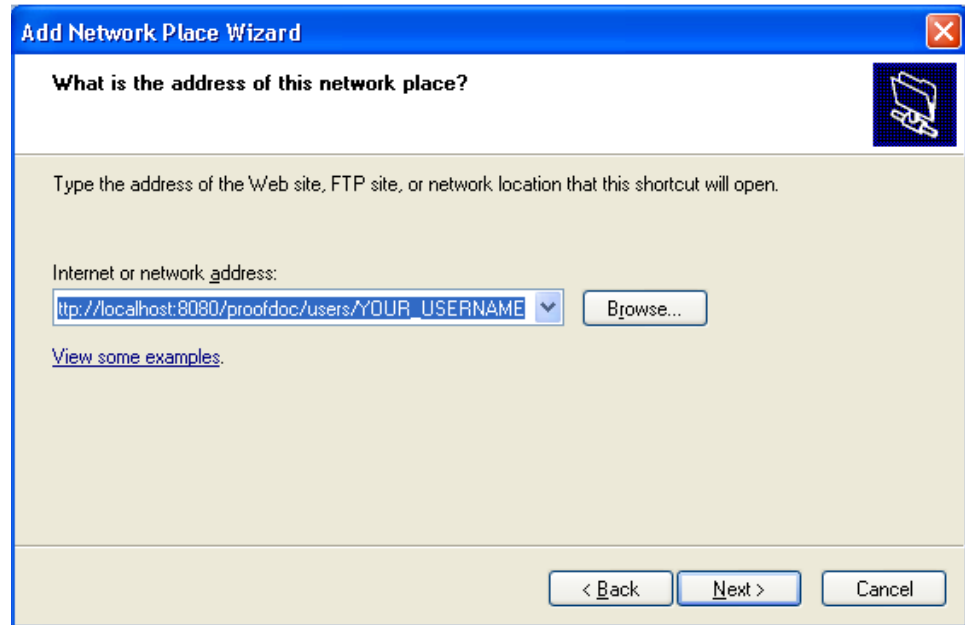 Add Network Place Wizard
What is the address of this network place?
Type the address of the Web site, FTP site, or network location that this shortcut will open.
Internet or network address:
ttp://localhost:8080/proofdoc/users/YOUR_USERNAME
Browse...
View some examples.
< Back
Next >
Cancel